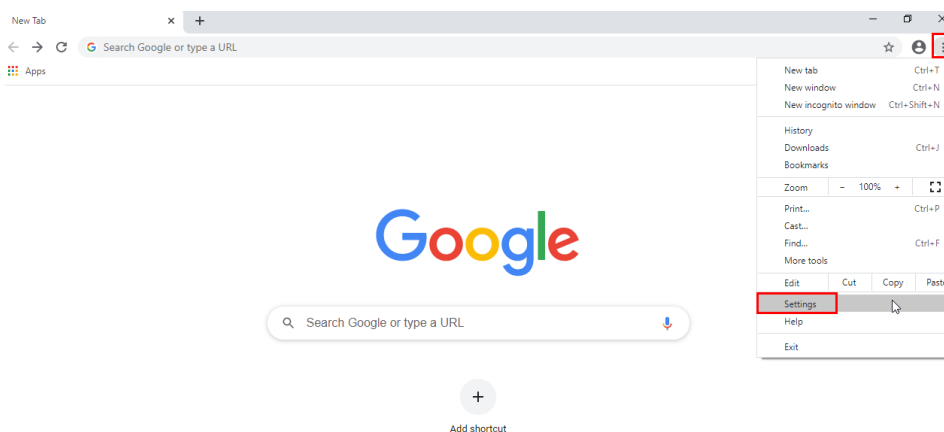 New Tab
Search Google or type a URL
Apps
New tab Ctrl+T
New window Ctrl+N
New incognito window Ctrl+Shift+N
History
Downloads Ctrl+J
Bookmarks
Zoom - 100% +
Print... Ctrl+P
Cast...
Find... Ctrl+F
More tools
Edit Cut Copy Paste
Settings
Help
Exit
Google
Search Google or type a URL
Add shortcut